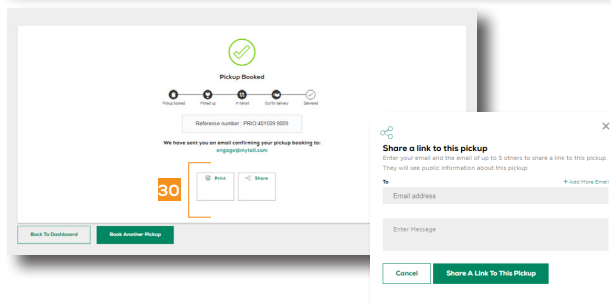 Pickup Booked
Pickup booked Picked up In transit Out for delivery Delivered
Reference number : PRIO 401509 9009
We have sent you an email confirming your pickup booking to:
engage@mytoll.com
30
Print Share
Back To Dashboard Book Another Pickup
Share a link to this pickup
Enter your email and the email of up to 5 others to share a link to this pickup.
They will see public information about this pickup
To + Add More Email
Email address
Enter Message
Cancel Share A Link To This Pickup